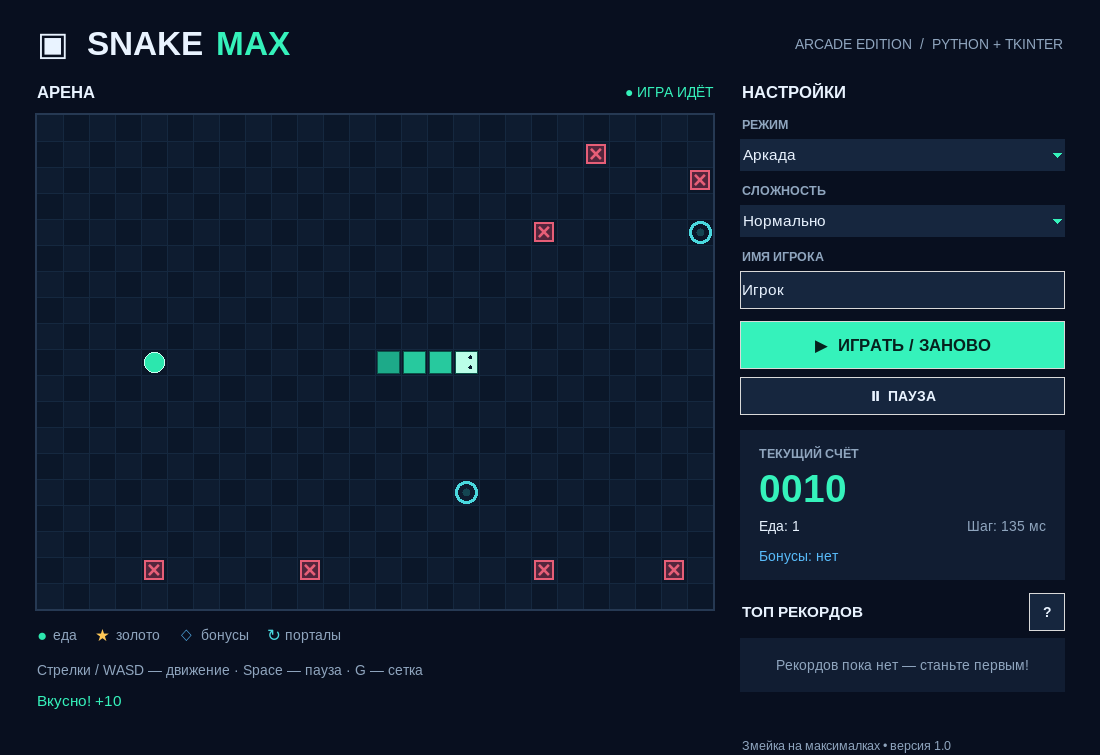 ▣ SNAKE MAX
ARCADE EDITION / PYTHON + TKINTER
АРЕНА
● ИГРА ИДЁТ
● еда ★ золото ◇ бонусы ↻ порталы
Стрелки / WASD — движение · Space — пауза · G — сетка
Вкусно! +10
НАСТРОЙКИ
РЕЖИМ
Аркада
СЛОЖНОСТЬ
Нормально
ИМЯ ИГРОКА
Игрок
▶ ИГРАТЬ / ЗАНОВО
⏸ ПАУЗА
ТЕКУЩИЙ СЧЁТ
0010
Еда: 1
Шаг: 135 мс
Бонусы: нет
ТОП РЕКОРДОВ
?
Рекордов пока нет — станьте первым!
Змейка на максималках • версия 1.0